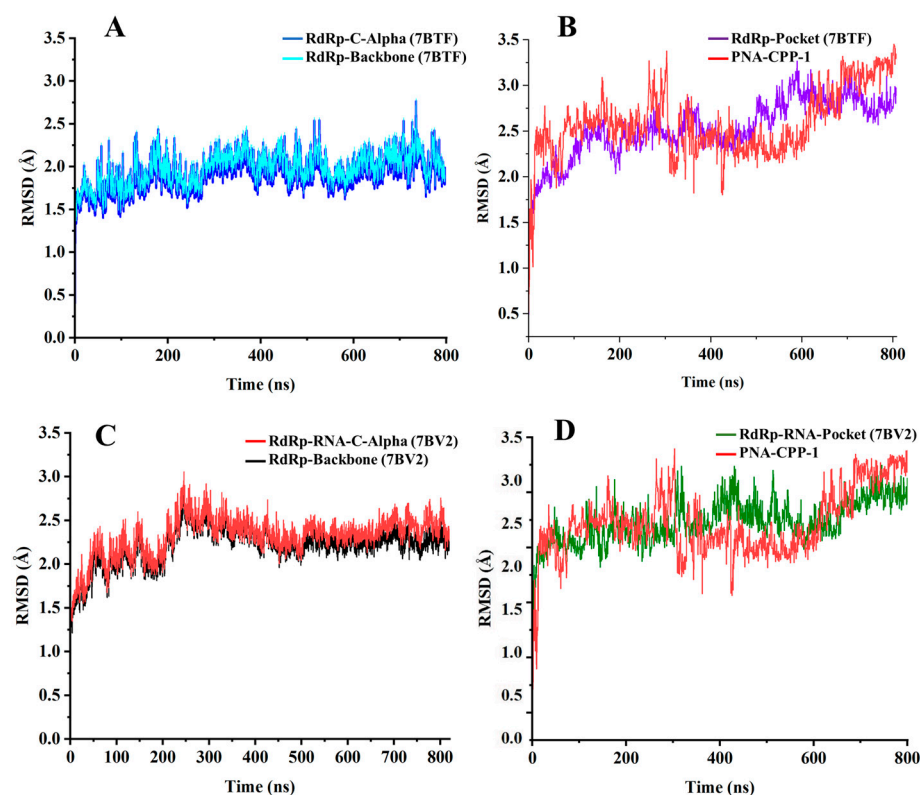 A
RdRp-C-Alpha (7BTF)
RdRp-Backbone (7BTF)
RMSD (Å)
3.5
3.0
2.5
2.0
1.5
1.0
0.5
0.0
0 200 400 600 800
Time (ns)
B
RdRp-Pocket (7BTF)
PNA-CPP-1
RMSD (Å)
3.5
3.0
2.5
2.0
1.5
1.0
0.5
0 200 400 600 800
Time (ns)
C
RdRp-RNA-C-Alpha (7BV2)
RdRp-Backbone (7BV2)
RMSD (Å)
3.0
3.5
2.5
2.0
1.5
1.0
0.5
0.0
0 100 200 300 400 500 600 700 800
Time (ns)
D
RdRp-RNA-Pocket (7BV2)
PNA-CPP-1
RMSD (Å)
3.5
3.0
2.5
2.0
1.5
1.0
0.5
0.0
0 200 400 600 800
Time (ns)